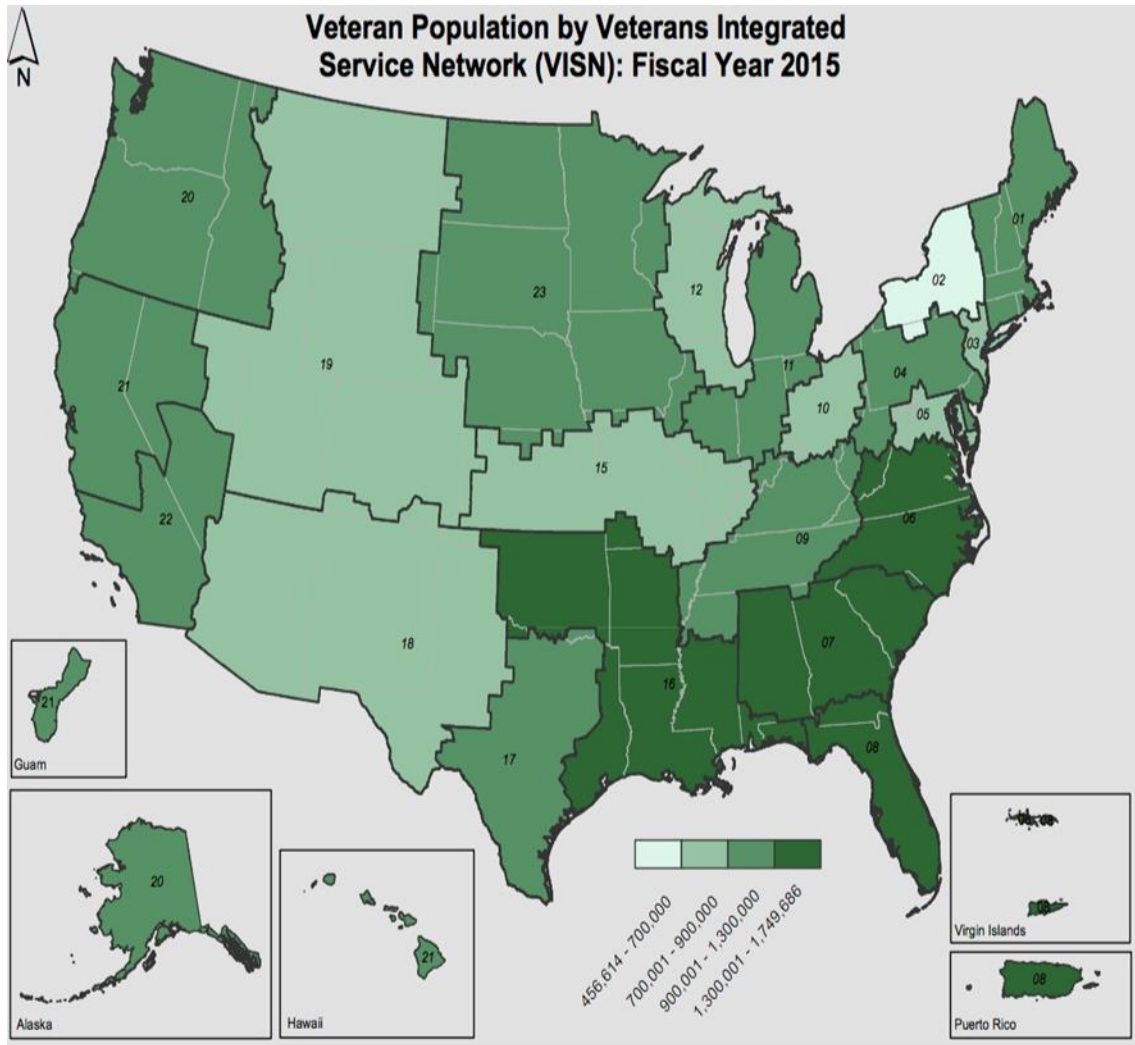 Veteran Population by Veterans Integrated
Service Network (VISN): Fiscal Year 2015
N
20
01
02
23
12
03
19
11
04
21
10
05
15
22
06
09
18
07
16
08
17
21
Guam
20
Alaska
21
Hawaii
456,614 - 700,000
700,001 - 900,000
900,001 - 1,300,000
1,300,001 - 1,749,686
08 08
08
Virgin Islands
08
Puerto Rico